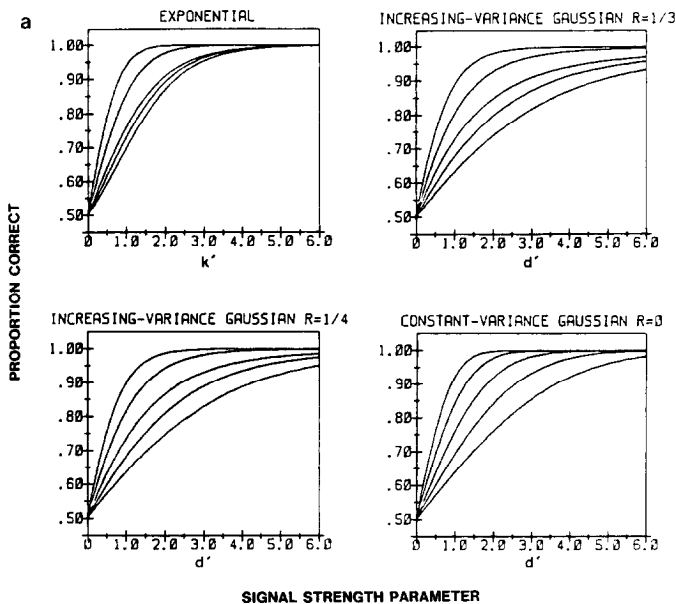 a
EXPONENTIAL
1.00
.90
.80
.70
.60
.50
0 1.0 2.0 3.0 4.0 5.0 6.0
k'
INCREASING-VARIANCE GAUSSIAN R=1/3
1.00
.90
.80
.70
.60
.50
0 1.0 2.0 3.0 4.0 5.0 6.0
d'
INCREASING-VARIANCE GAUSSIAN R=1/4
1.00
.90
.80
.70
.60
.50
0 1.0 2.0 3.0 4.0 5.0 6.0
d'
CONSTANT-VARIANCE GAUSSIAN R=0
1.00
.90
.80
.70
.60
.50
0 1.0 2.0 3.0 4.0 5.0 6.0
d'
PROPORTION CORRECT
SIGNAL STRENGTH PARAMETER